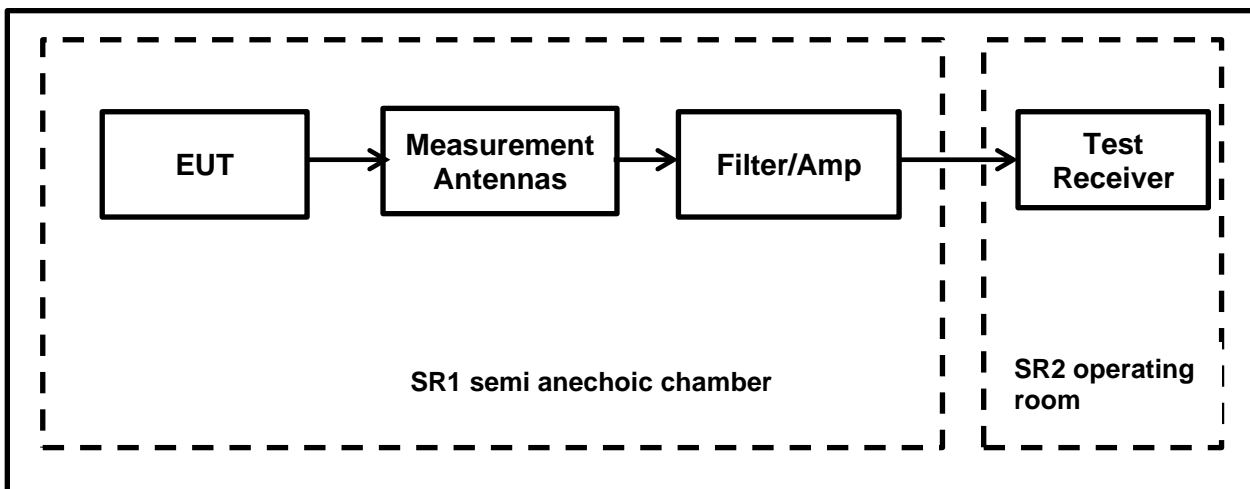 EUT
Measurement
Antennas
Filter/Amp
Test
Receiver
SR1 semi anechoic chamber
SR2 operating
room